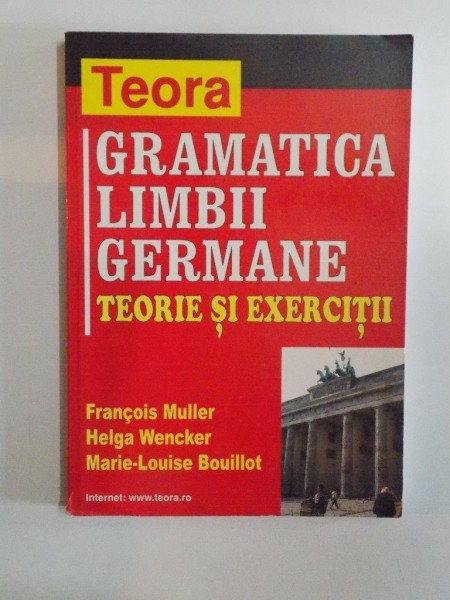 Teora
GRAMATICA
LIMBII
GERMANE
TEORIE ȘI EXERCIȚII
François Muller
Helga Wencker
Marie-Louise Bouillot
Internet: www.teora.ro